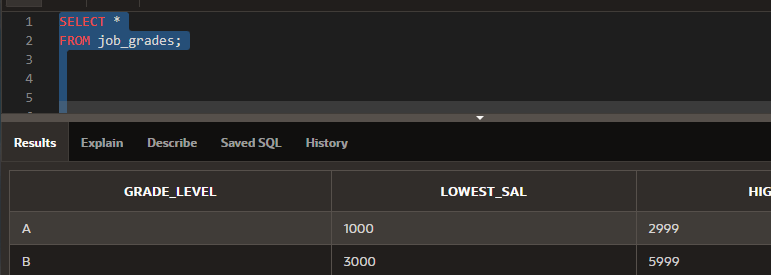 1 SELECT *
2 FROM job_grades;
3
4
5
Results Explain Describe Saved SQL History
GRADE_LEVEL LOWEST_SAL HIG
A 1000 2999
B 3000 5999